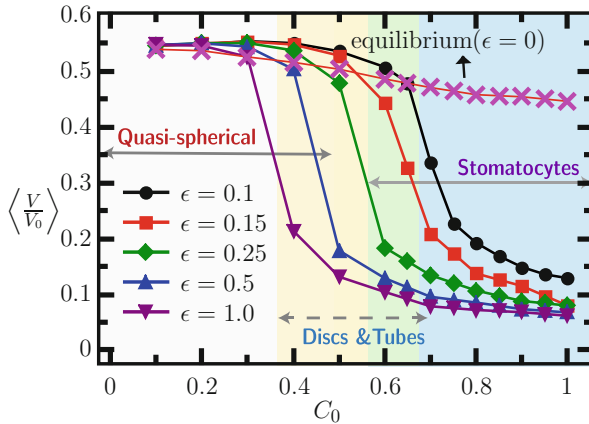 0.6
0.5
0.4
0.3
0.2
0.1
0
⟨V/V₀⟩
equilibrium(ϵ = 0)
Quasi-spherical
Stomatocytes
ϵ = 0.1
ϵ = 0.15
ϵ = 0.25
ϵ = 0.5
ϵ = 1.0
Discs &Tubes
0 0.2 0.4 0.6 0.8 1
C₀